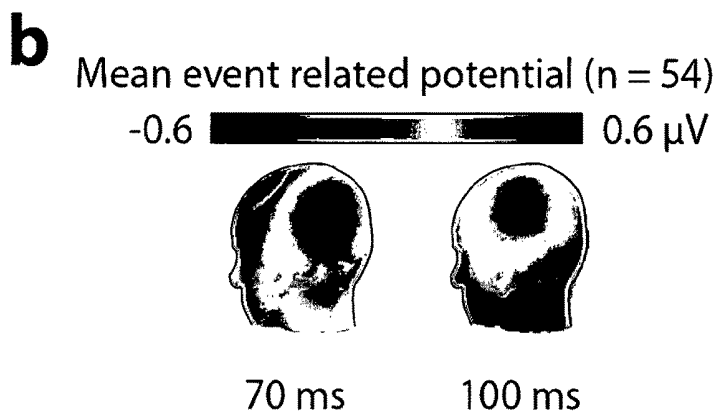 b
Mean event related potential (n = 54)
-0.6 0.6 µV
70 ms 100 ms